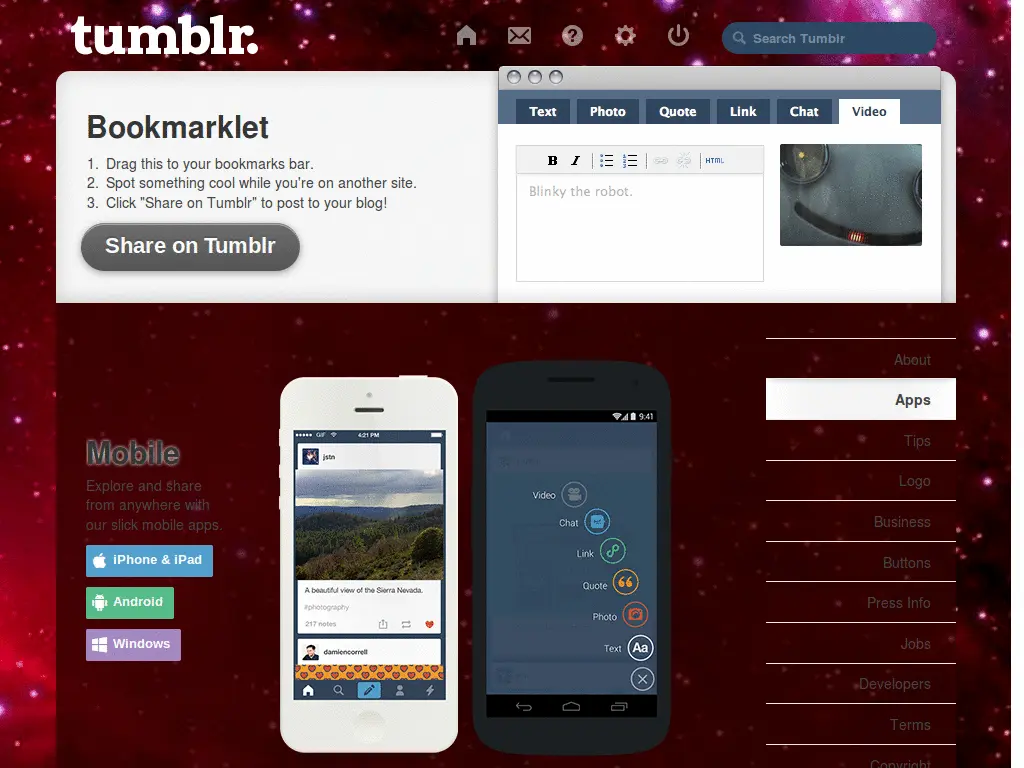 tumblr.
Search Tumblr
Bookmarklet
1. Drag this to your bookmarks bar.
2. Spot something cool while you're on another site.
3. Click "Share on Tumblr" to post to your blog!
Share on Tumblr
Text Photo Quote Link Chat Video
B I HTML
Blinky the robot.
Mobile
Explore and share
from anywhere with
our slick mobile apps.
iPhone & iPad
Android
Windows
GIF 4:21 PM
jstn
A beautiful view of the Sierra Nevada.
#photography
217 notes
damiencorrell
9:41
Video
Chat
Link
Quote
Photo
Text Aa
About
Apps
Tips
Logo
Business
Buttons
Press Info
Jobs
Developers
Terms
Copyright